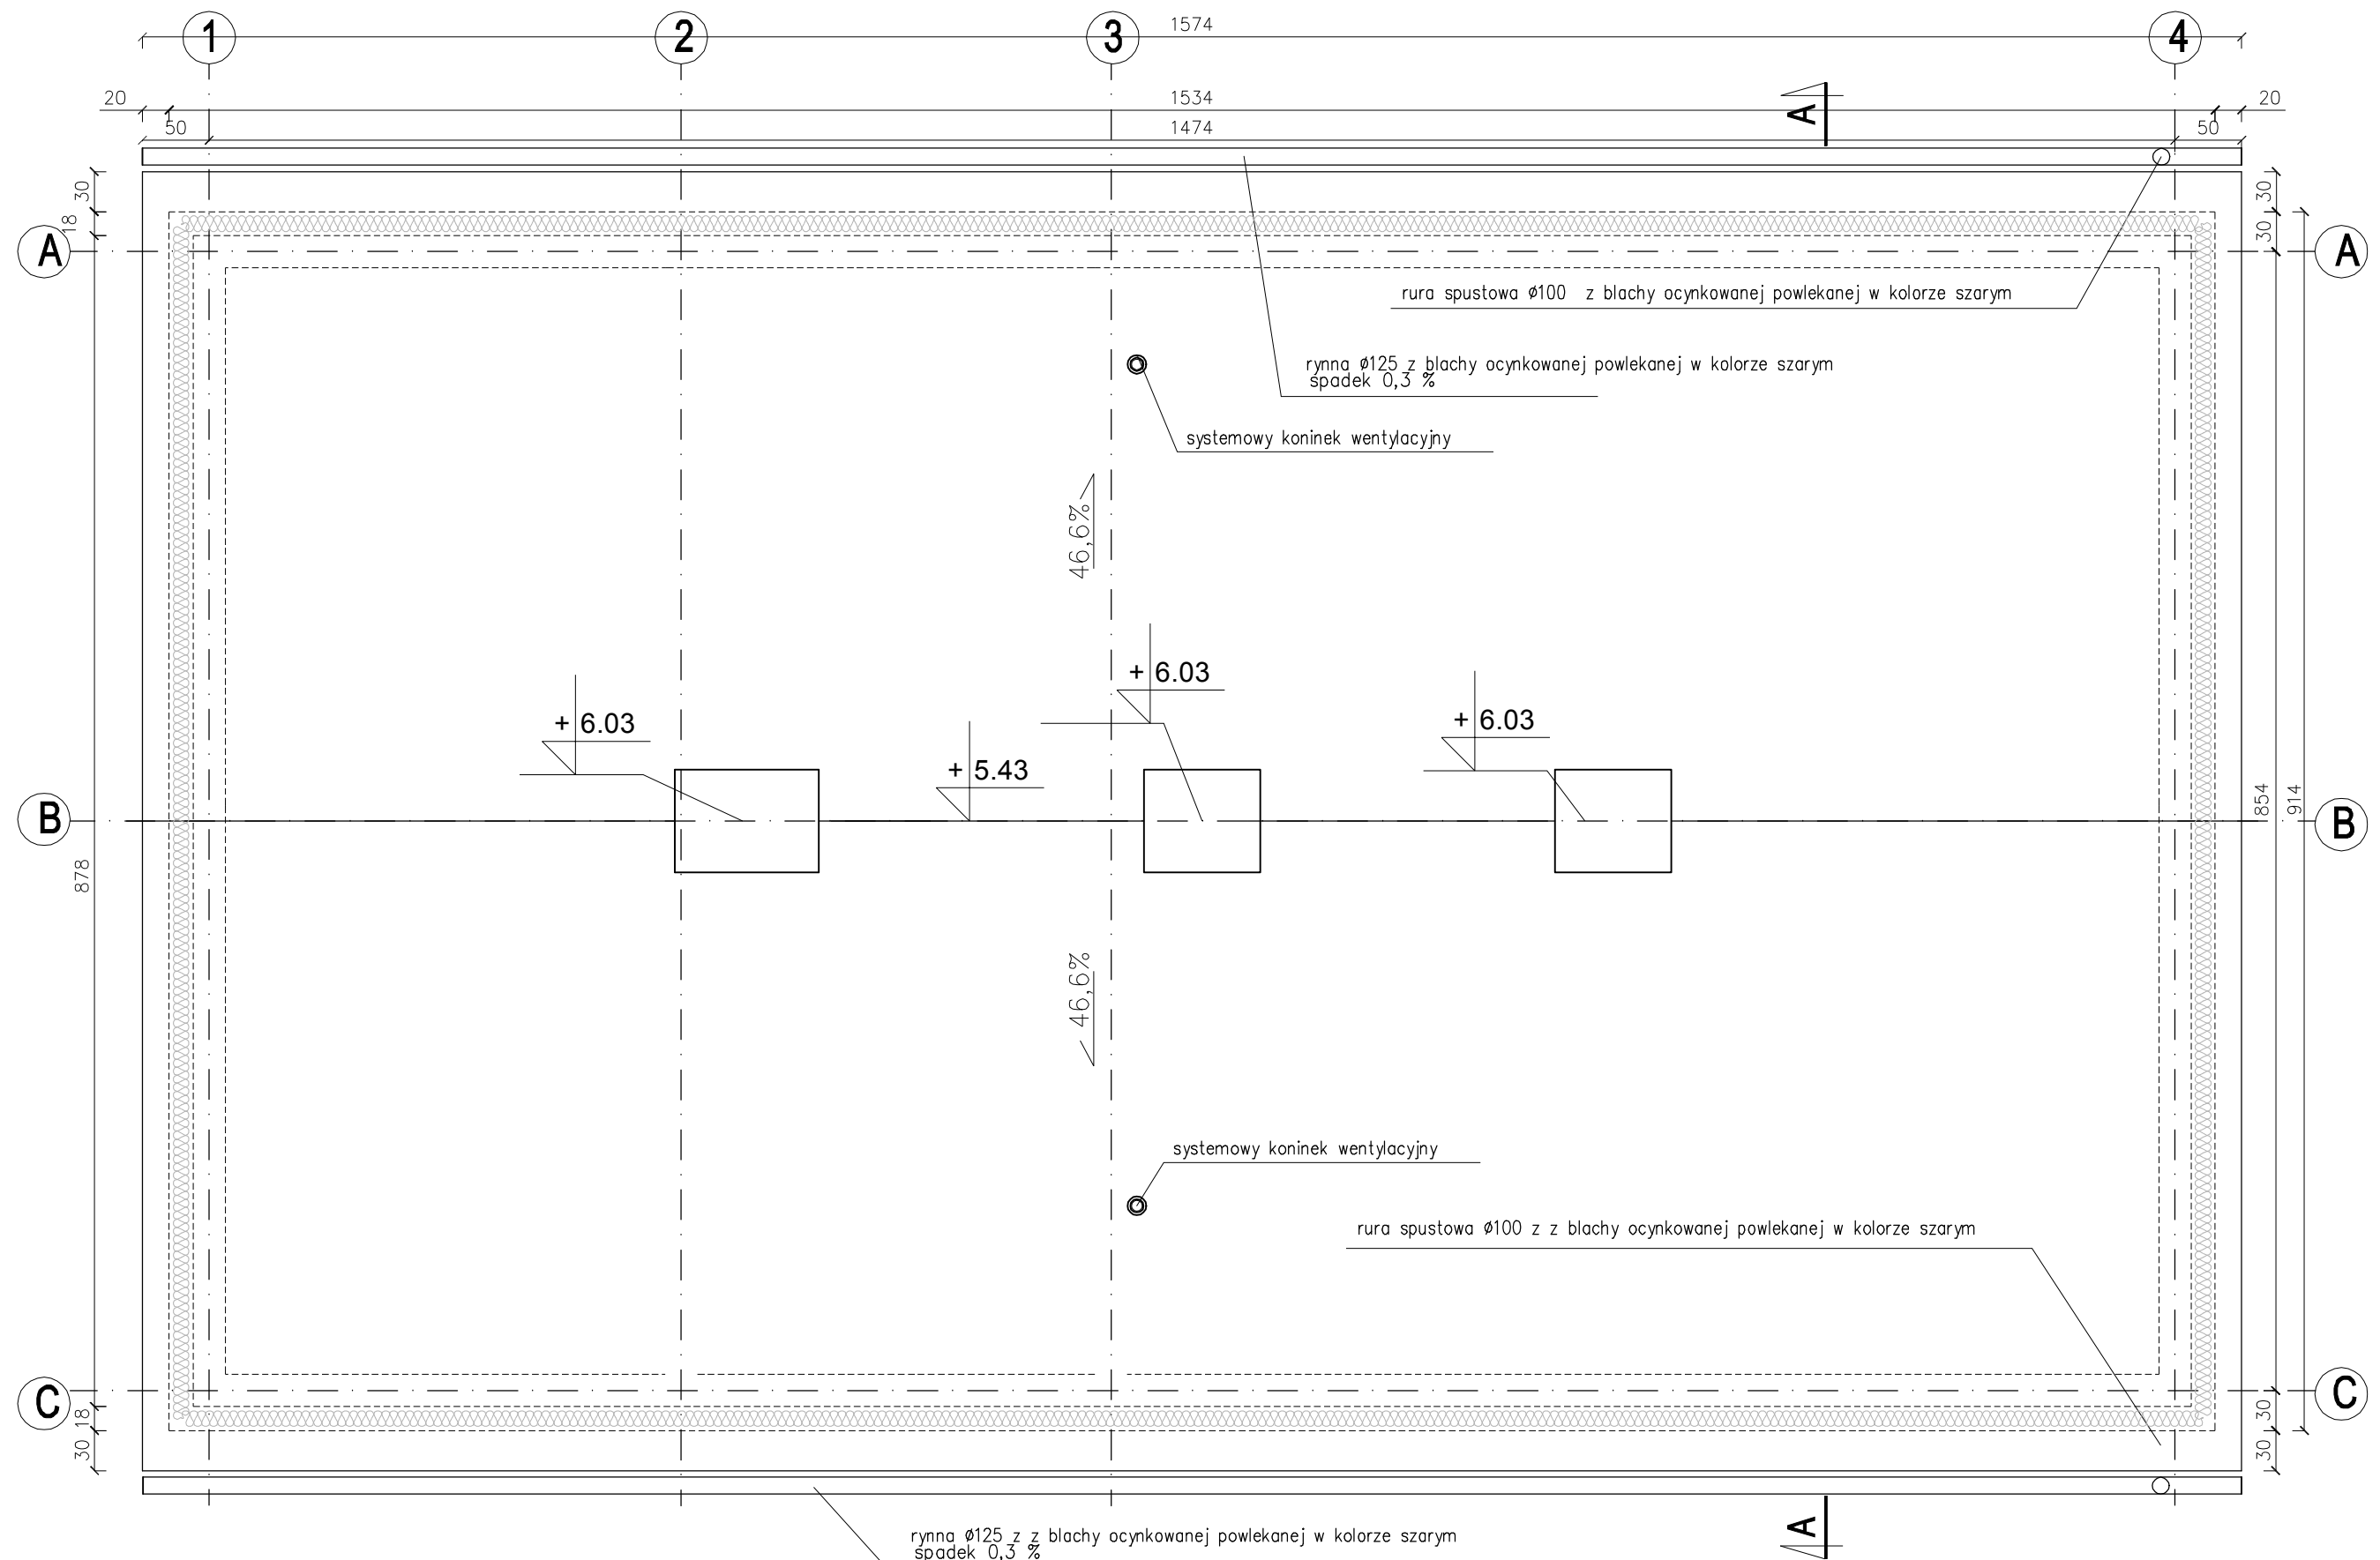 1
2
3
1574
4
20
1534
20
50
1474
50
A
30
18
30
30
A
A
rura spustowa ø100 z blachy ocynkowanej powlekanej w kolorze szarym
rynna ø125 z blachy ocynkowanej powlekanej w kolorze szarym
spadek 0,3 %
systemowy koninek wentylacyjny
46,6%
+ 6.03
+ 6.03
+ 6.03
+ 5.43
B
B
854
914
878
46,6%
systemowy koninek wentylacyjny
rura spustowa ø100 z z blachy ocynkowanej powlekanej w kolorze szarym
C
C
18
30
30
30
rynna ø125 z z blachy ocynkowanej powlekanej w kolorze szarym
spadek 0,3 %
A